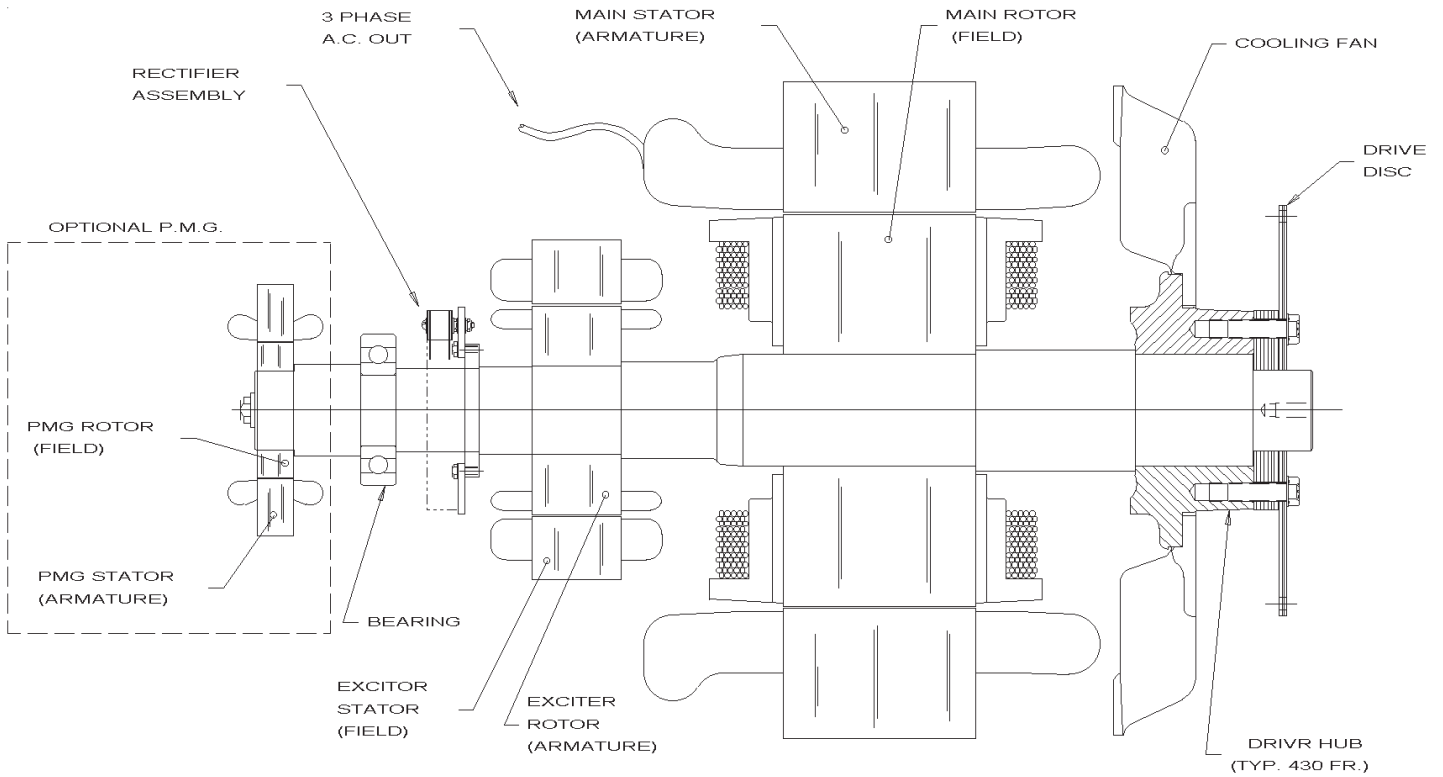 3 PHASE
A.C. OUT
MAIN STATOR
(ARMATURE)
MAIN ROTOR
(FIELD)
COOLING FAN
RECTIFIER
ASSEMBLY
DRIVE
DISC
OPTIONAL P.M.G.
PMG ROTOR
(FIELD)
PMG STATOR
(ARMATURE)
BEARING
EXCITOR
STATOR
(FIELD)
EXCITER
ROTOR
(ARMATURE)
DRIVR HUB
(TYP. 430 FR.)